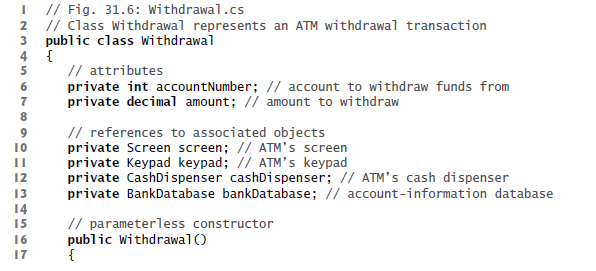 1 // Fig. 31.6: Withdrawal.cs
2 // Class Withdrawal represents an ATM withdrawal transaction
3 public class Withdrawal
4 {
5 // attributes
6 private int accountNumber; // account to withdraw funds from
7 private decimal amount; // amount to withdraw
8
9 // references to associated objects
10 private Screen screen; // ATM's screen
11 private Keypad keypad; // ATM's keypad
12 private CashDispenser cashDispenser; // ATM's cash dispenser
13 private BankDatabase bankDatabase; // account-information database
14
15 // parameterless constructor
16 public Withdrawal()
17 {